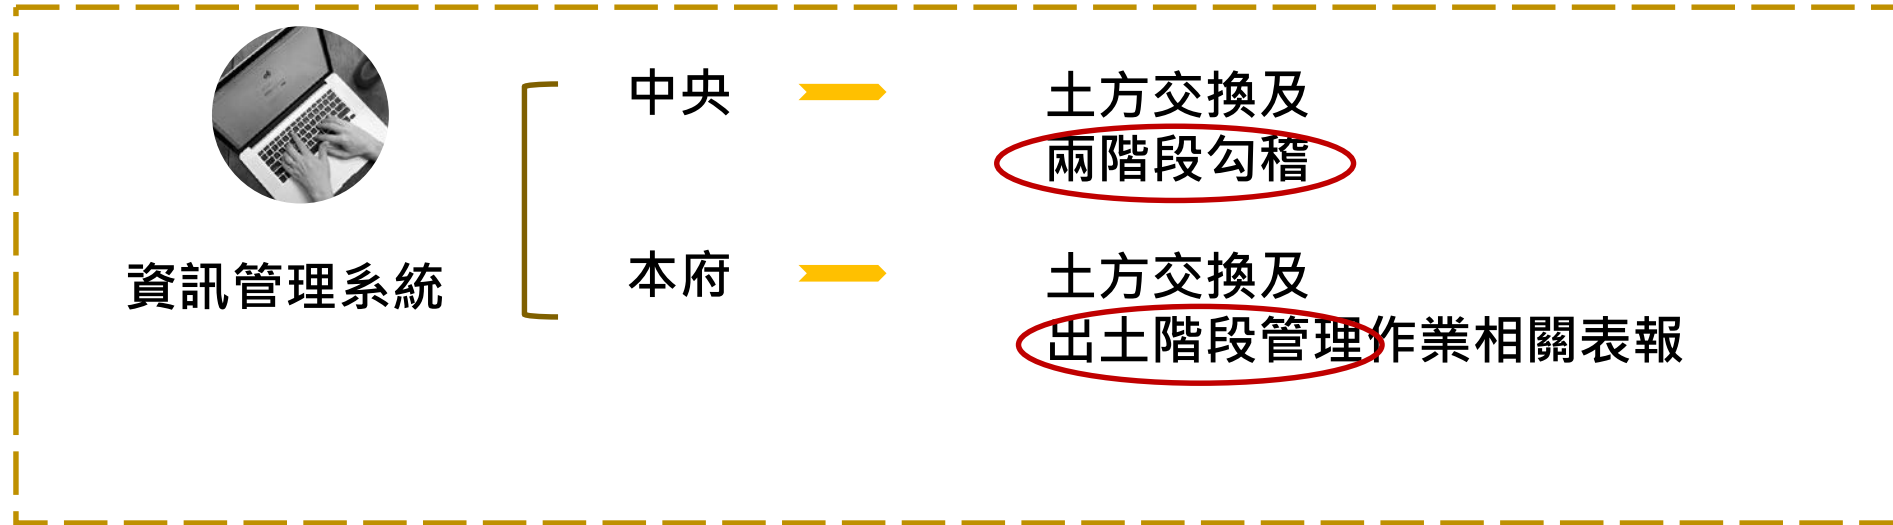 中央
土方交換及
兩階段勾稽
資訊管理系統
本府
土方交換及
出土階段管理作業相關表報